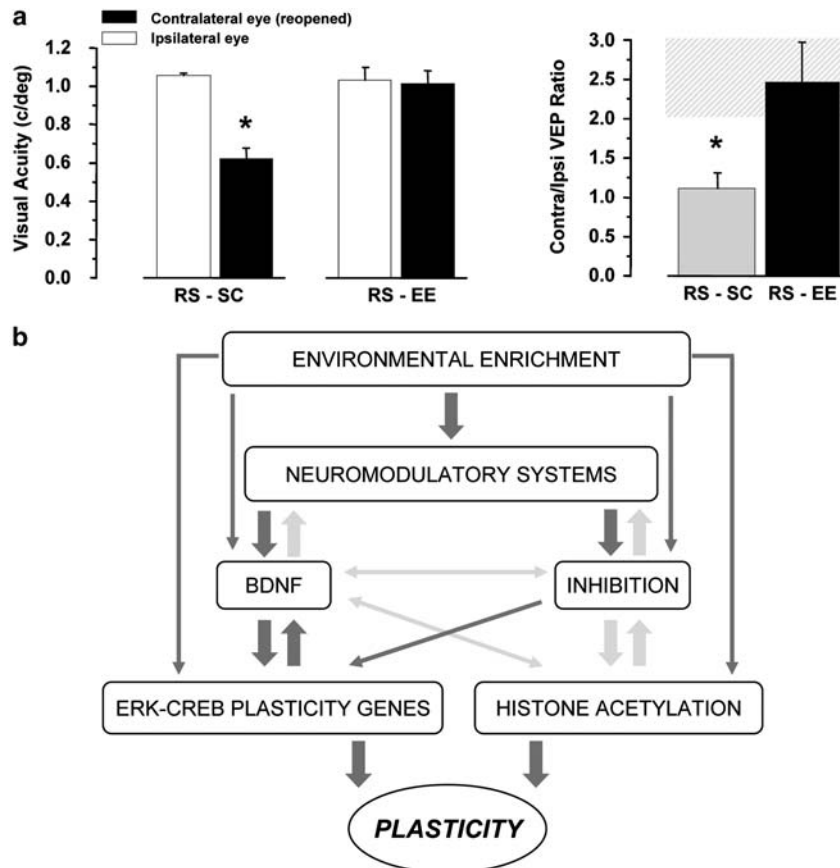 a
Contralateral eye (reopened)
Ipsilateral eye
Visual Acuity (c/deg)
1.2
1.0
0.8
0.6
0.4
0.2
0.0
*
RS - SC
RS - EE
Contra/Ipsi VEP Ratio
3.0
2.5
2.0
1.5
1.0
0.5
0.0
*
RS - SC
RS - EE
b
ENVIRONMENTAL ENRICHMENT
NEUROMODULATORY SYSTEMS
BDNF
INHIBITION
ERK-CREB PLASTICITY GENES
HISTONE ACETYLATION
PLASTICITY